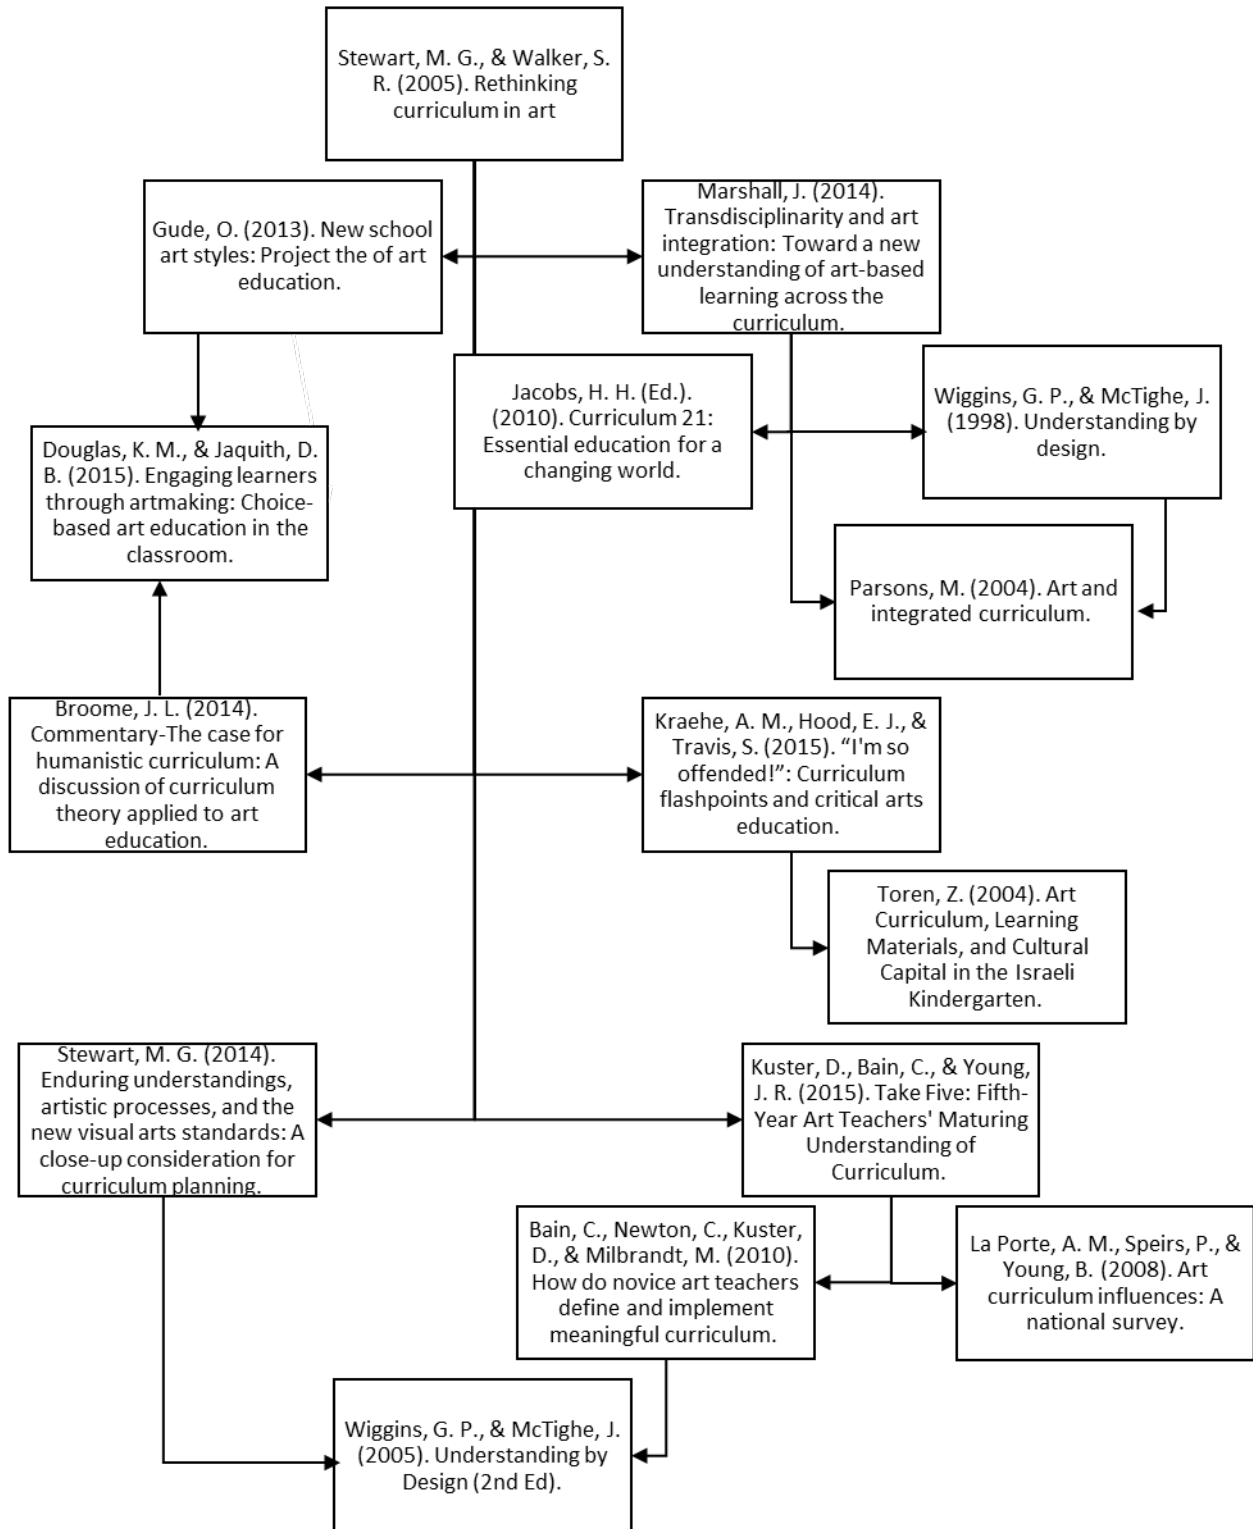 Stewart, M. G., & Walker, S.
R. (2005). Rethinking
curriculum in art
Gude, O. (2013). New school
art styles: Project the of art
education.
Marshall, J. (2014).
Transdisciplinarity and art
integration: Toward a new
understanding of art-based
learning across the
curriculum.
Jacobs, H. H. (Ed.).
(2010). Curriculum 21:
Essential education for a
changing world.
Wiggins, G. P., & McTighe, J.
(1998). Understanding by
design.
Douglas, K. M., & Jaquith, D.
B. (2015). Engaging learners
through artmaking: Choice-
based art education in the
classroom.
Parsons, M. (2004). Art and
integrated curriculum.
Broome, J. L. (2014).
Commentary-The case for
humanistic curriculum: A
discussion of curriculum
theory applied to art
education.
Kraehe, A. M., Hood, E. J., &
Travis, S. (2015). “I'm so
offended!”: Curriculum
flashpoints and critical arts
education.
Toren, Z. (2004). Art
Curriculum, Learning
Materials, and Cultural
Capital in the Israeli
Kindergarten.
Stewart, M. G. (2014).
Enduring understandings,
artistic processes, and the
new visual arts standards: A
close-up consideration for
curriculum planning.
Kuster, D., Bain, C., & Young,
J. R. (2015). Take Five: Fifth-
Year Art Teachers' Maturing
Understanding of
Curriculum.
Bain, C., Newton, C., Kuster,
D., & Milbrandt, M. (2010).
How do novice art teachers
define and implement
meaningful curriculum.
La Porte, A. M., Speirs, P., &
Young, B. (2008). Art
curriculum influences: A
national survey.
Wiggins, G. P., & McTighe, J.
(2005). Understanding by
Design (2nd Ed).